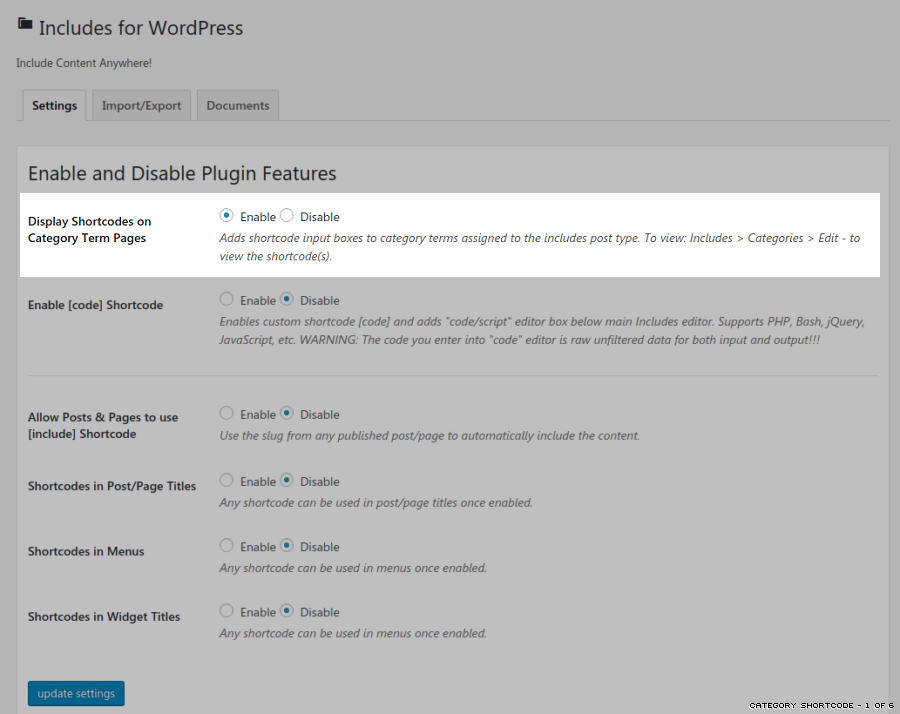 Includes for WordPress
Include Content Anywhere!
Settings
Import/Export
Documents
Enable and Disable Plugin Features
Display Shortcodes on
Category Term Pages
Enable Disable
Adds shortcode input boxes to category terms assigned to the includes post type. To view: Includes > Categories > Edit - to
view the shortcode(s).
Enable [code] Shortcode
Enable Disable
Enables custom shortcode [code] and adds "code/script" editor box below main Includes editor. Supports PHP, Bash, jQuery,
JavaScript, etc. WARNING: The code you enter into "code" editor is raw unfiltered data for both input and output!!!
Allow Posts & Pages to use
[include] Shortcode
Enable Disable
Use the slug from any published post/page to automatically include the content.
Shortcodes in Post/Page Titles
Enable Disable
Any shortcode can be used in post/page titles once enabled.
Shortcodes in Menus
Enable Disable
Any shortcode can be used in menus once enabled.
Shortcodes in Widget Titles
Enable Disable
Any shortcode can be used in menus once enabled.
update settings
CATEGORY SHORTCODE - 1 OF 6